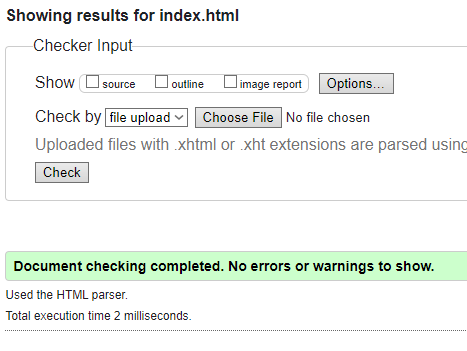 Showing results for index.html
Checker Input
Show source outline image report Options...
Check by file upload Choose File No file chosen
Uploaded files with .xhtml or .xht extensions are parsed using
Check
Document checking completed. No errors or warnings to show.
Used the HTML parser.
Total execution time 2 milliseconds.